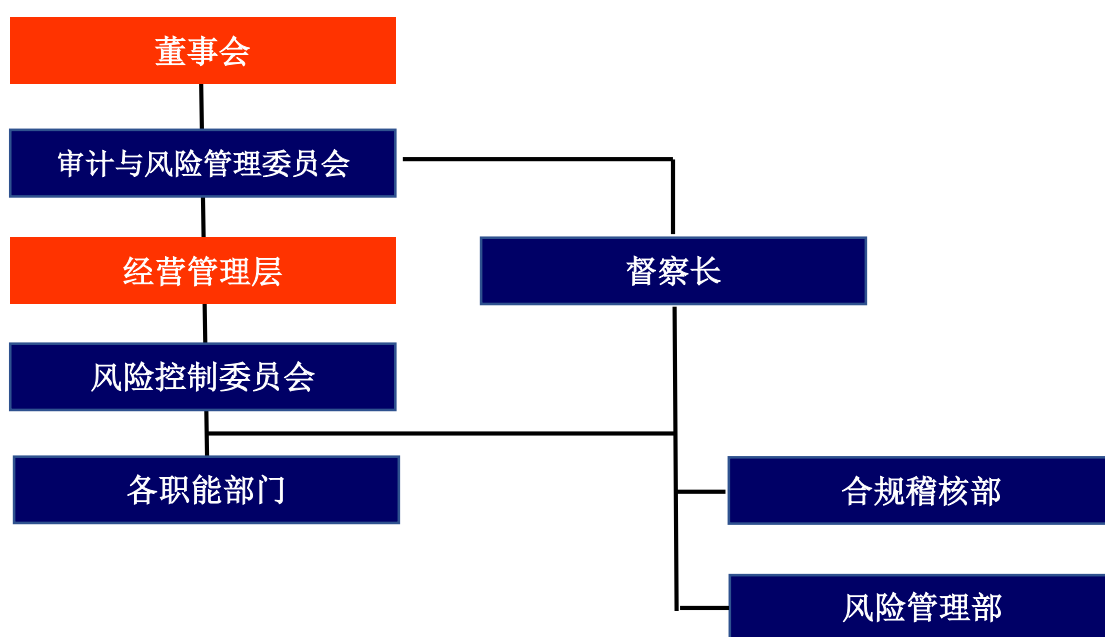 董事会
审计与风险管理委员会
经营管理层
督察长
风险控制委员会
各职能部门
合规稽核部
风险管理部